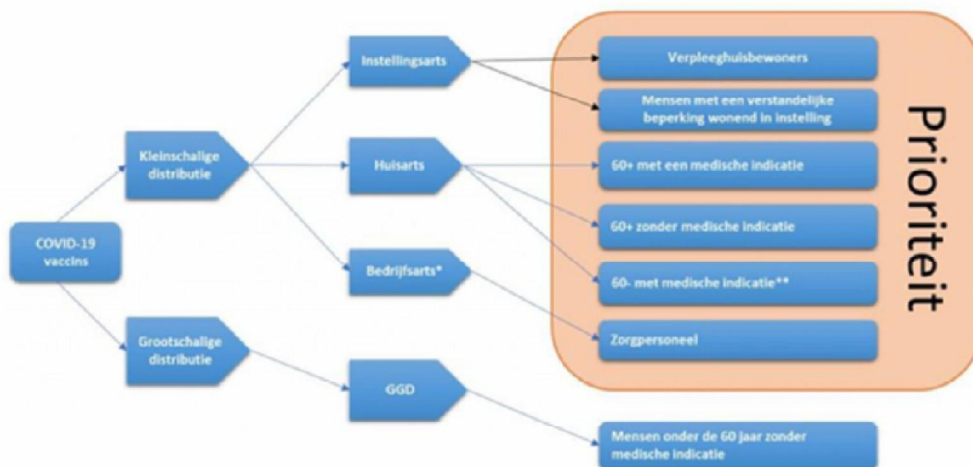 Instellingsarts
Verpleeghuisbewoners
Mensen met een verstandelijke
beperking wonend in instelling
Kleinschalige
distributie
Huisarts
60+ met een medische indicatie
COVID-19
vaccins
60+ zonder medische indicatie
Bedrijfsarts*
60- met medische indicatie**
Zorgpersoneel
Prioriteit
Grootschalige
distributie
GGD
Mensen onder de 60 jaar zonder
medische indicatie